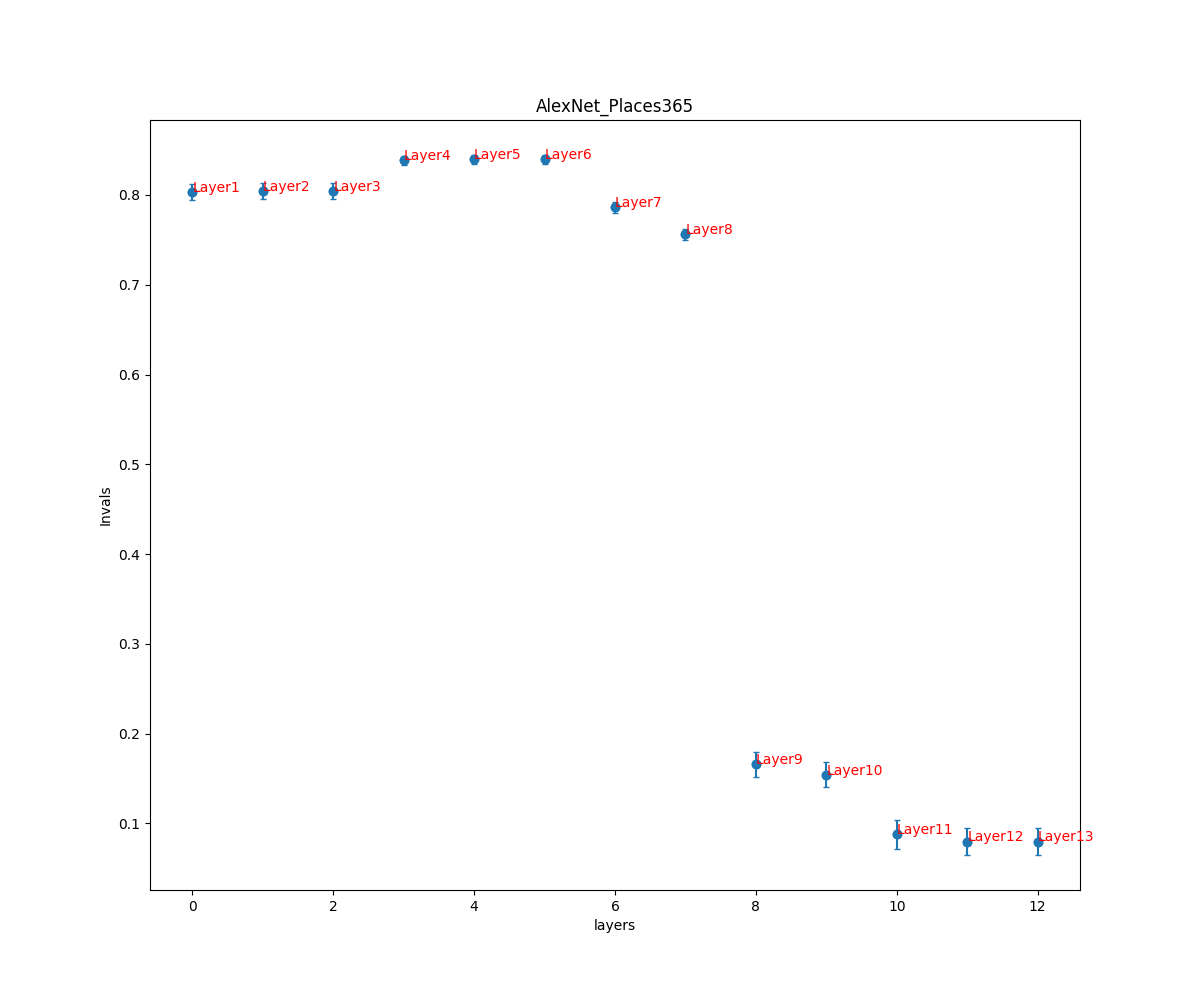 AlexNet_Places365
Layer4
Layer5
Layer6
Layer1
Layer2
Layer3
Layer7
Layer8
Layer9
Layer10
Layer11
Layer12
Layer13
0.8
0.7
0.6
0.5
0.4
0.3
0.2
0.1
Invals
0
2
4
6
8
10
12
layers